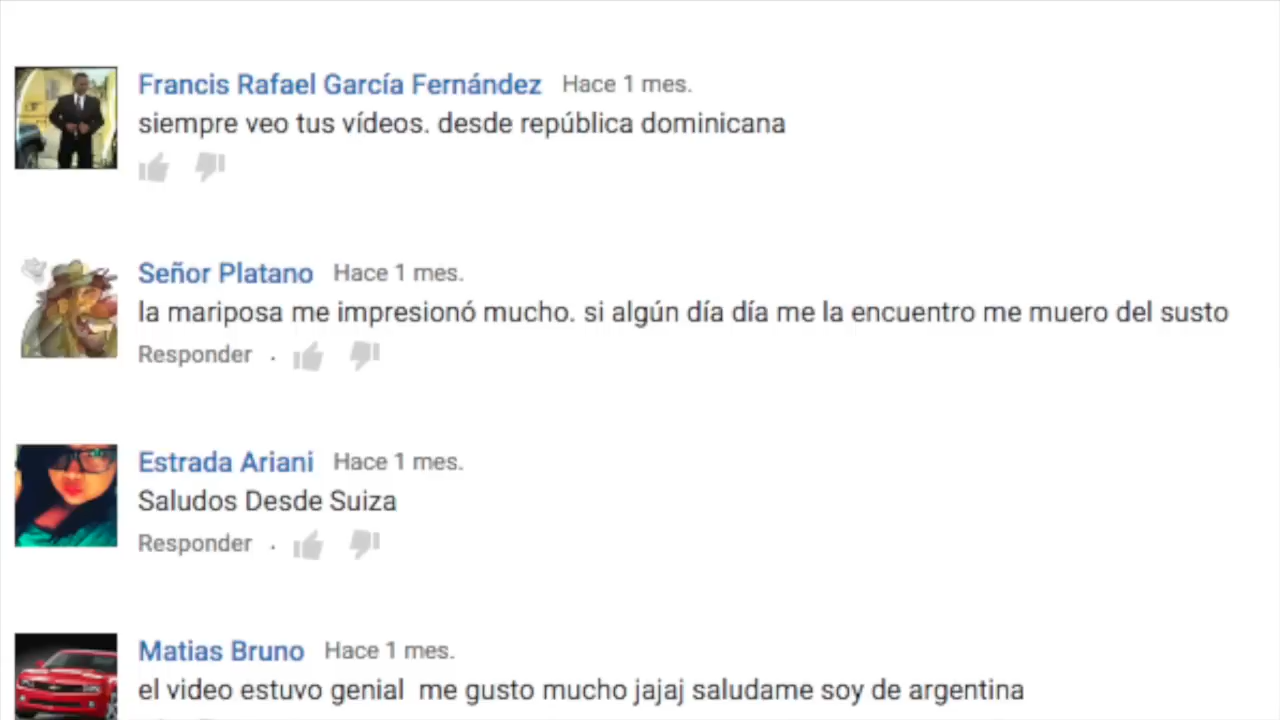 Francis Rafael García Fernández Hace 1 mes.
siempre veo tus vídeos. desde república dominicana
Señor Platano Hace 1 mes.
la mariposa me impresionó mucho. si algún día día me la encuentro me muero del susto
Responder .
Estrada Ariani Hace 1 mes.
Saludos Desde Suiza
Responder .
Matias Bruno Hace 1 mes.
el video estuvo genial me gusto mucho jajaj saludame soy de argentina